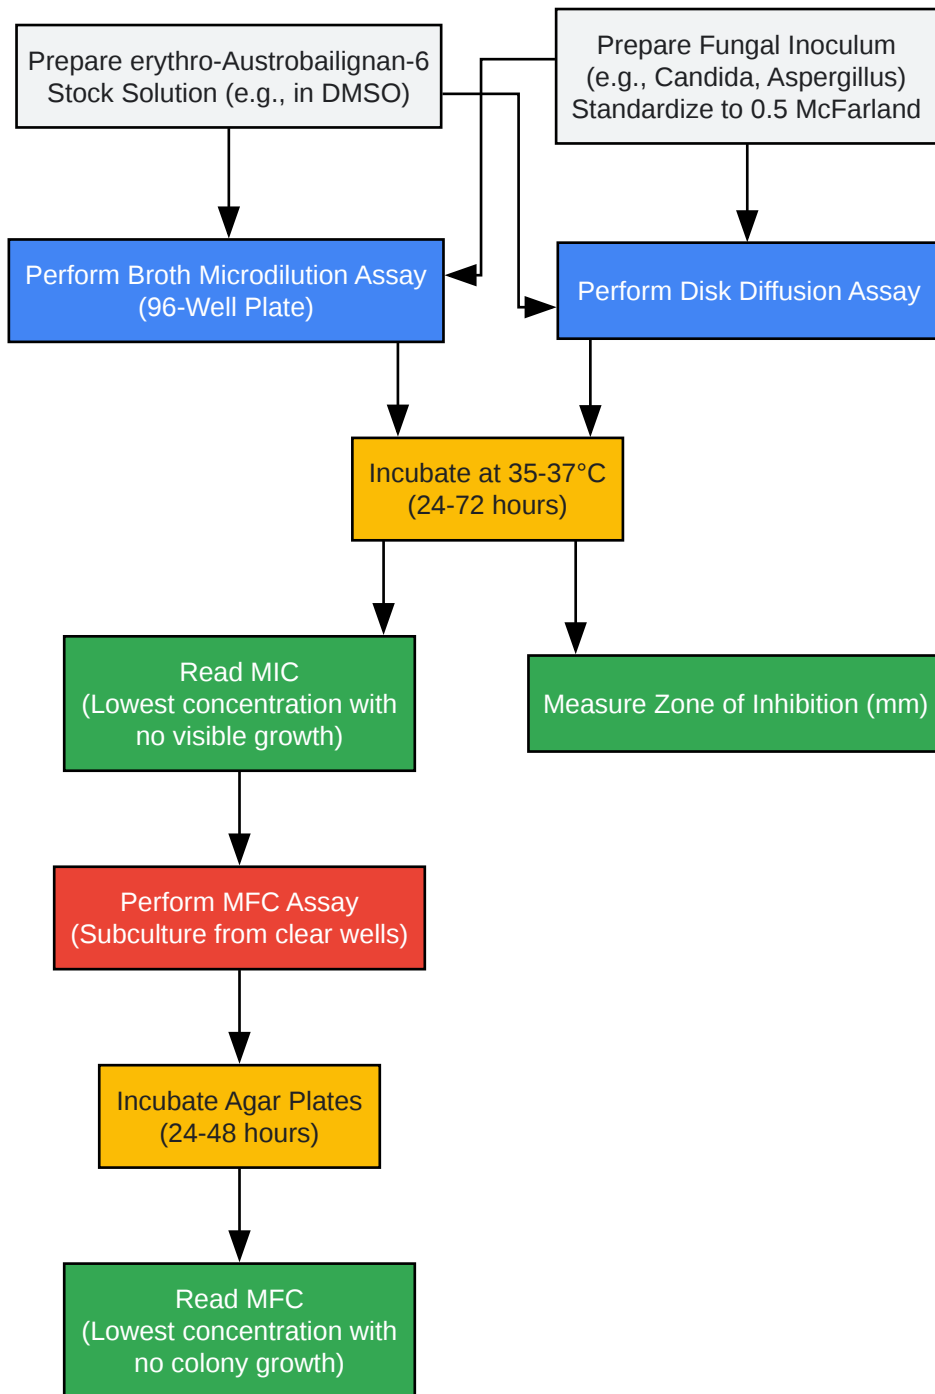 Prepare erythro-Austrobailignan-6
Stock Solution (e.g., in DMSO)
Prepare Fungal Inoculum
(e.g., Candida, Aspergillus)
Standardize to 0.5 McFarland
Perform Broth Microdilution Assay
(96-Well Plate)
Perform Disk Diffusion Assay
Incubate at 35-37°C
(24-72 hours)
Read MIC
(Lowest concentration with
no visible growth)
Measure Zone of Inhibition (mm)
Perform MFC Assay
(Subculture from clear wells)
Incubate Agar Plates
(24-48 hours)
Read MFC
(Lowest concentration with
no colony growth)